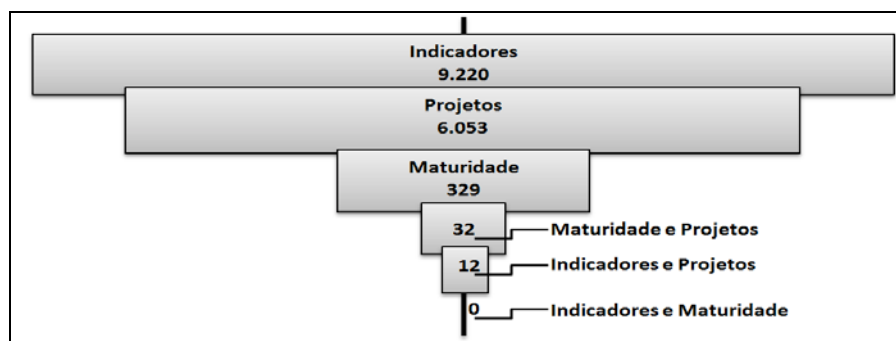 Indicadores
9.220
Projetos
6.053
Maturidade
329
32 Maturidade e Projetos
12 Indicadores e Projetos
0 Indicadores e Maturidade